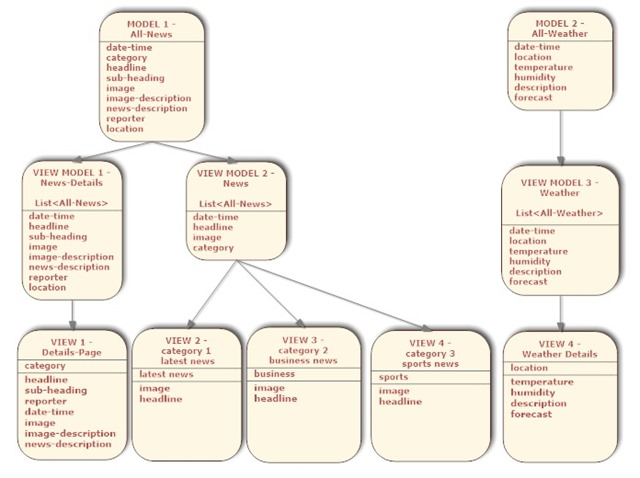 MODEL 1 -
All-News
date-time
category
headline
sub-heading
image
image-description
news-description
reporter
location
MODEL 2 -
All-Weather
date-time
location
temperature
humidity
description
forecast
VIEW MODEL 1 -
News-Details
List<All-News>
date-time
headline
sub-heading
image
image-description
news-description
reporter
location
VIEW MODEL 2 -
News
List<All-News>
date-time
headline
image
category
VIEW MODEL 3 -
Weather
List<All-Weather>
date-time
location
temperature
humidity
description
forecast
VIEW 1 -
Details-Page
category
headline
sub-heading
reporter
date-time
image
image-description
news-description
VIEW 2 -
category 1
latest news
latest news
image
headline
VIEW 3 -
category 2
business news
business
image
headline
VIEW 4 -
category 3
sports news
sports
image
headline
VIEW 4 -
Weather Details
location
temperature
humidity
description
forecast